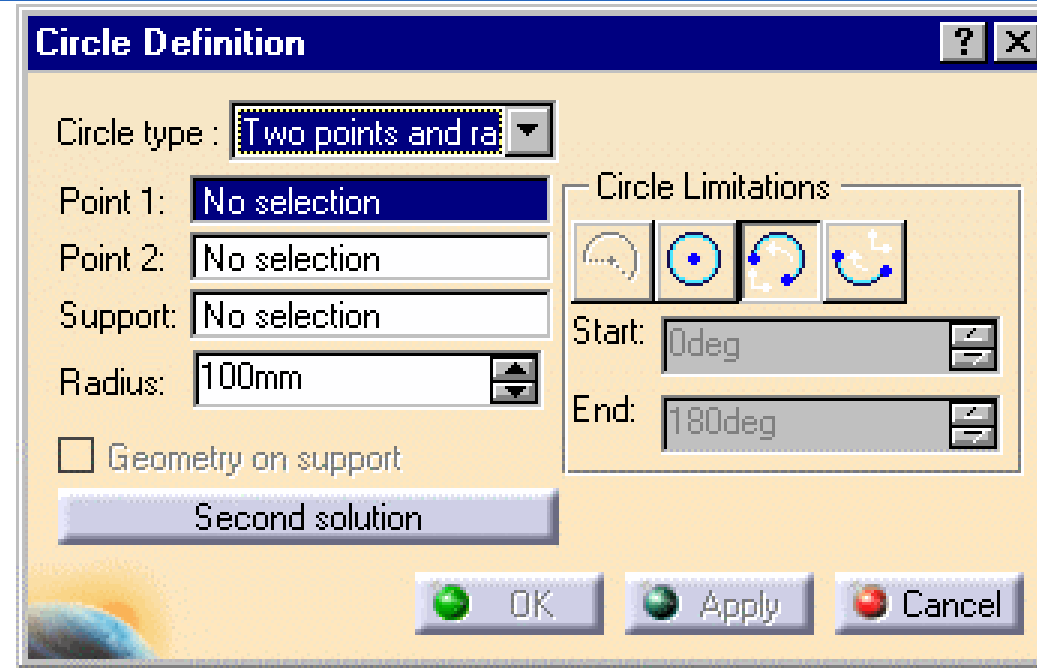 Circle Definition
Circle type : Two points and ra
Point 1: No selection
Point 2: No selection
Support: No selection
Radius: 100mm
Geometry on support
Second solution
Circle Limitations
Start: 0deg
End: 180deg
OK Apply Cancel